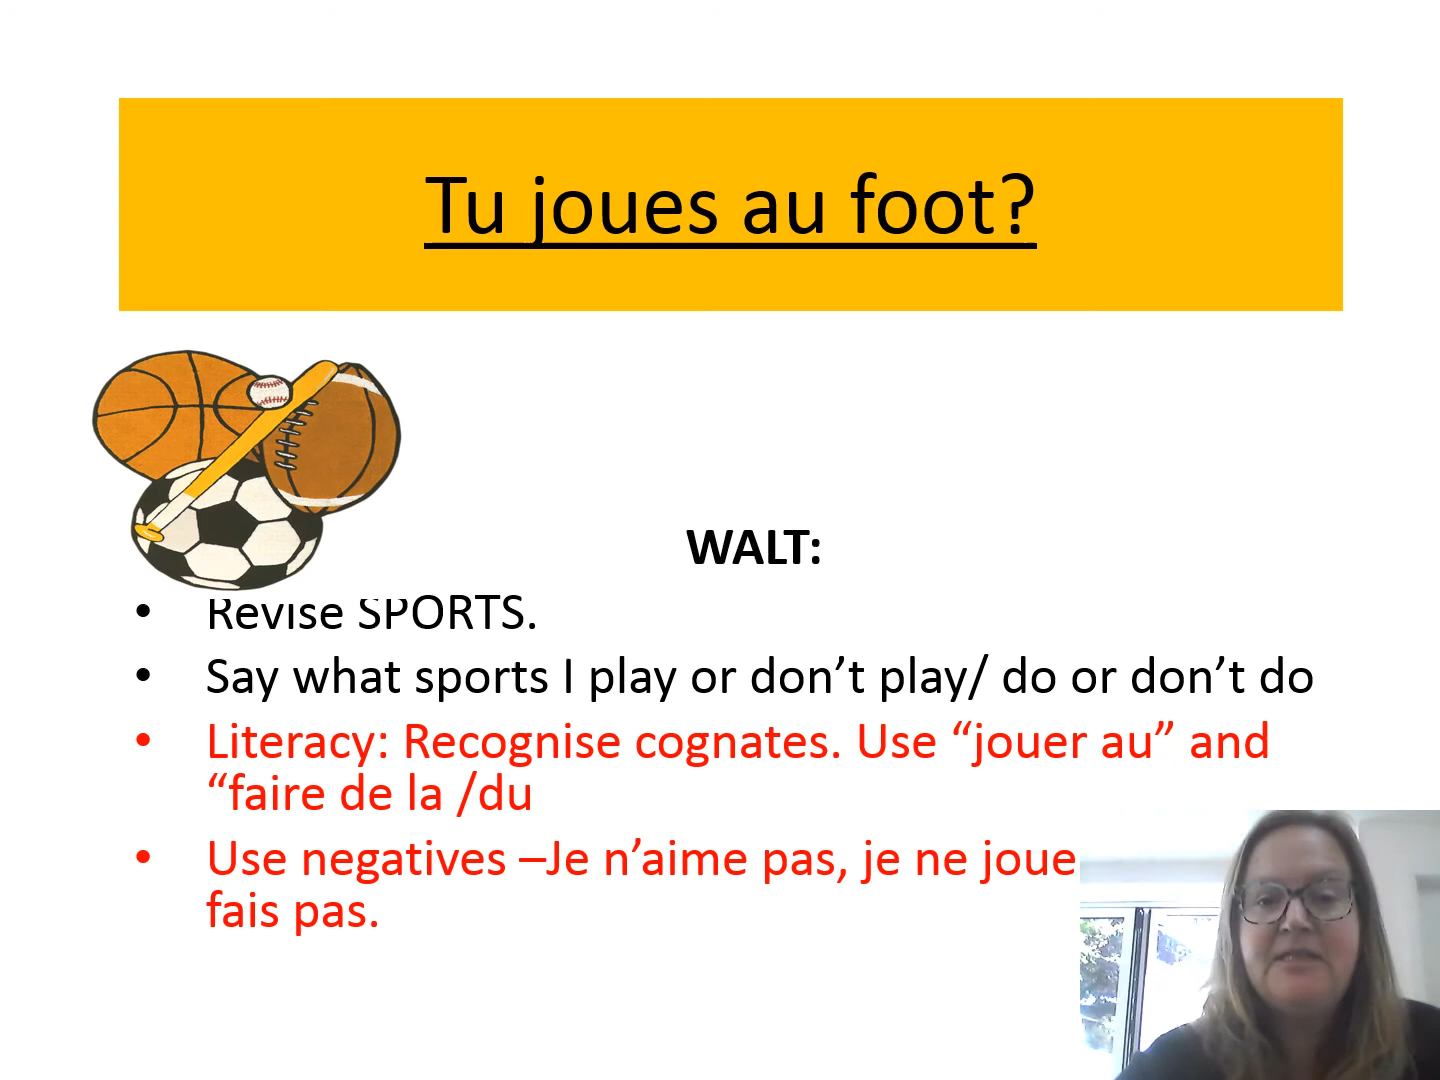 Tu joues au foot?
WALT:
• Revise SPORTS.
• Say what sports I play or don’t play/ do or don’t do
• Literacy: Recognise cognates. Use “jouer au” and
“faire de la /du
• Use negatives –Je n’aime pas, je ne joue
fais pas.